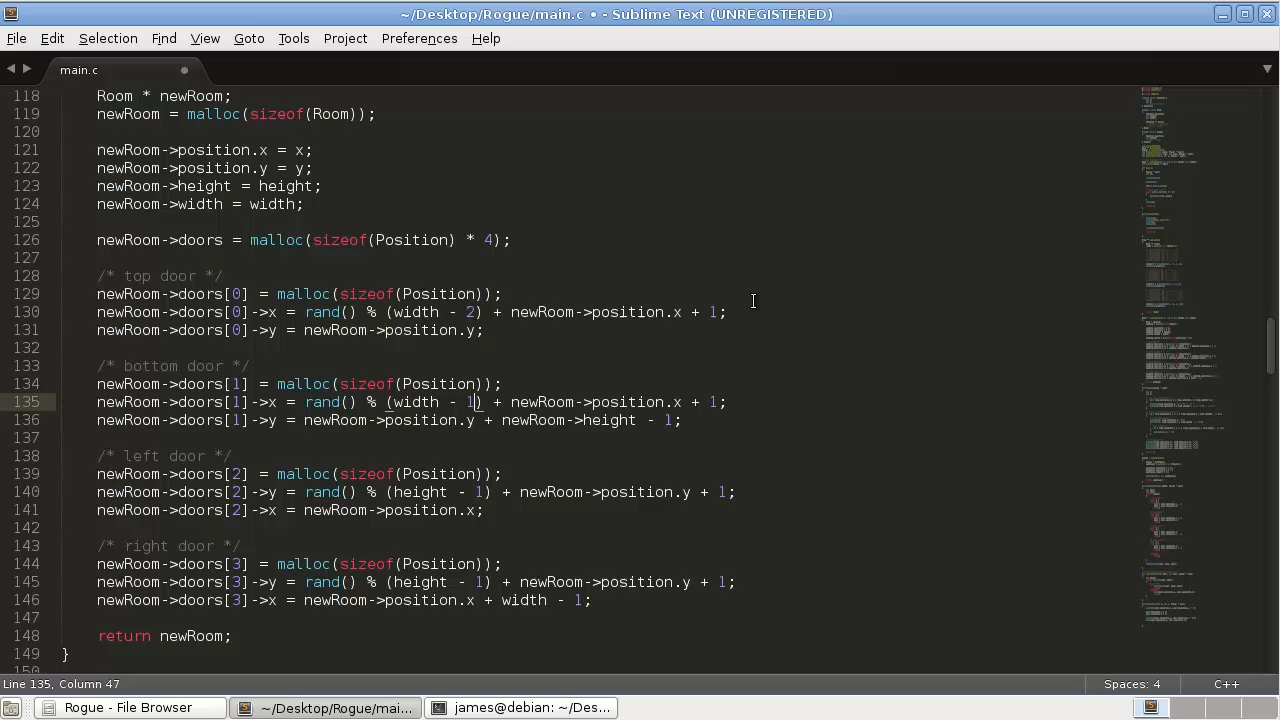 ~/Desktop/Rogue/main.c • - Sublime Text (UNREGISTERED)
File Edit Selection Find View Goto Tools Project Preferences Help
main.c
118 Room * newRoom;
119 newRoom = malloc(sizeof(Room));
120
121 newRoom->position.x = x;
122 newRoom->position.y =
123 newRoom->height = height;
124 newRoom->width = width;
125
126 newRoom->doors = malloc(sizeof(Position * 4);
127
128 /* top door */
129 newRoom->doors[0] = malloc(sizeof(Position));
130 newRoom->doors[0]-> = rand() (width newRoom->position.x + 1;
131 newRoom->doors[0]-> = newRoom->position
132
133 /* bottom door */
134 newRoom->doors[1] = malloc(sizeof(Position));
135 newRoom->doors[1]-> = rand() (width + newRoom->position.x + 1;
136 newRoom->doors[1]-> = newRoom->position newRoom->height 1;
137
138 /* left door */
139 newRoom->doors[2] = malloc(sizeof(Position));
140 newRoom->doors[2]-> rand() % (height newRoom->position.y + 1;
141 newRoom->doors[2]-> newRoom->position
142
143 /* right door */
144 newRoom->doors[3] = malloc(sizeof(Position));
145 newRoom->doors[3]-> = rand() % (height newRoom->position.y + 1;
146 newRoom->doors[3]-> = newRoom->position width 1;
147
148 return newRoom;
149 }
150
Line 135, Column 47 Spaces: 4 C++
Rogue - File Browser ~/Desktop/Rogue/mai... james@debian: ~/Des...